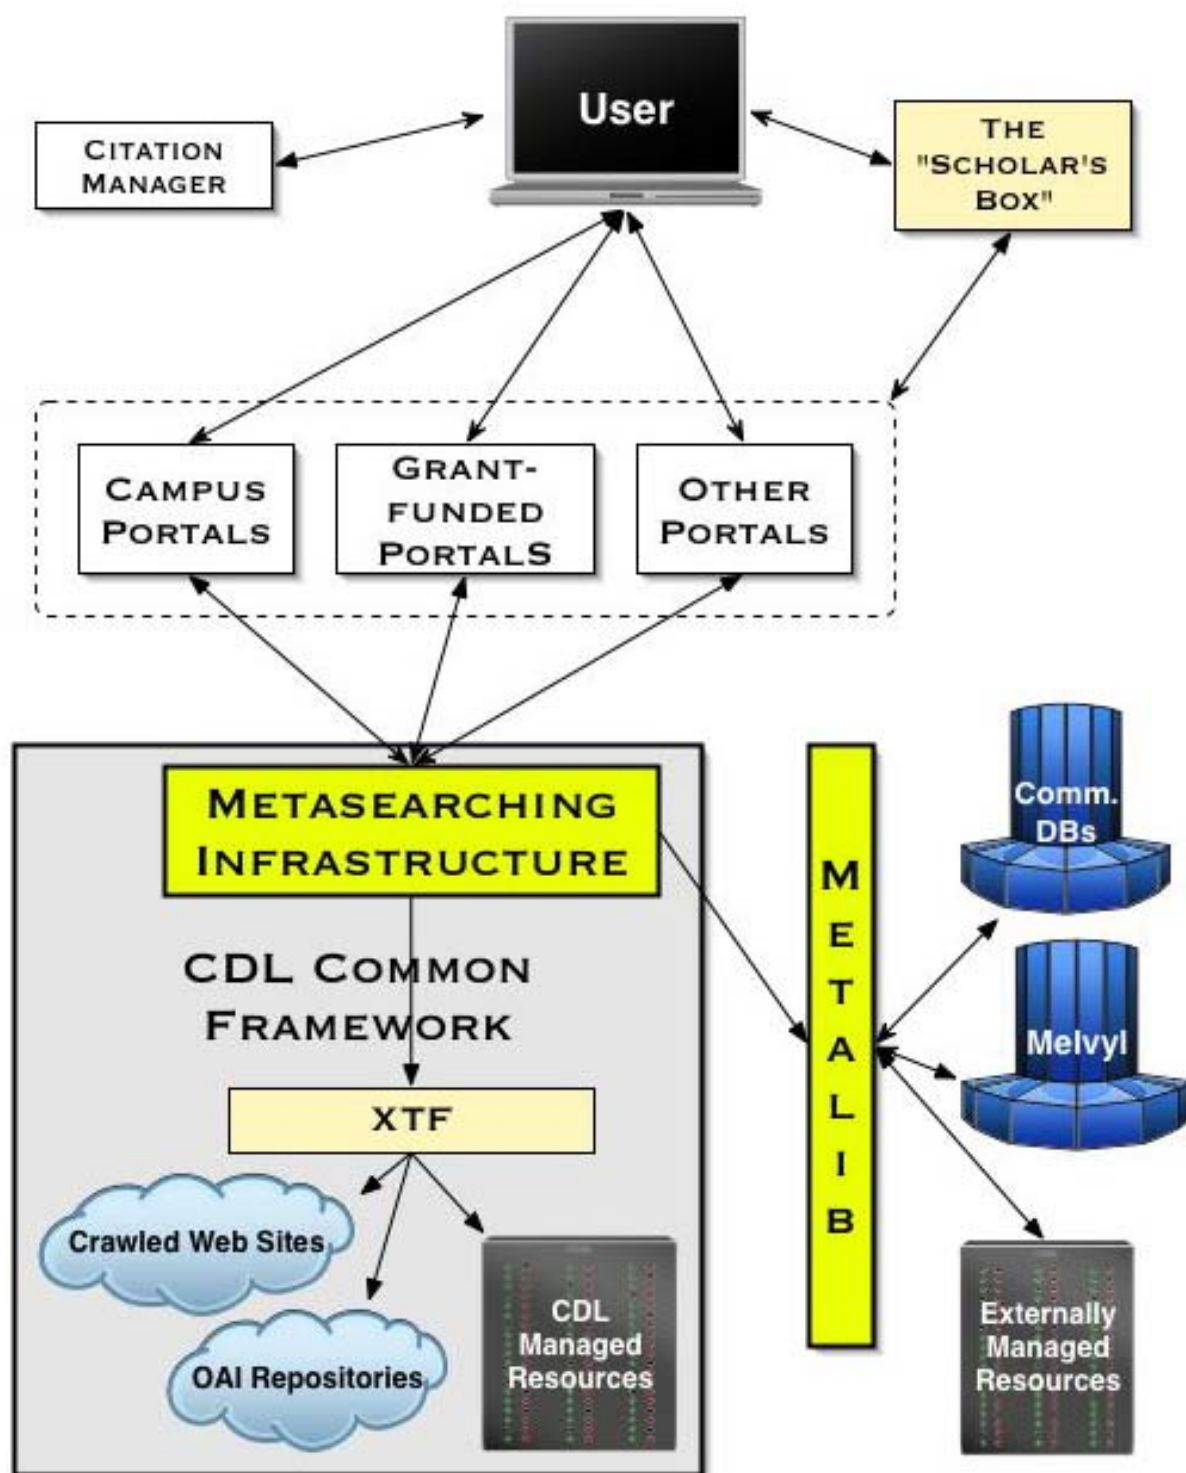 User
CITATION
MANAGER
THE
"SCHOLAR'S
BOX"
CAMPUS
PORTALS
GRANT-
FUNDED
PORTALS
OTHER
PORTALS
METASEARCHING
INFRASTRUCTURE
CDL COMMON
FRAMEWORK
XTF
Crawled Web Sites
OAI Repositories
CDL
Managed
Resources
M
E
T
A
L
I
B
Comm.
DBs
Melvyl
Externally
Managed
Resources